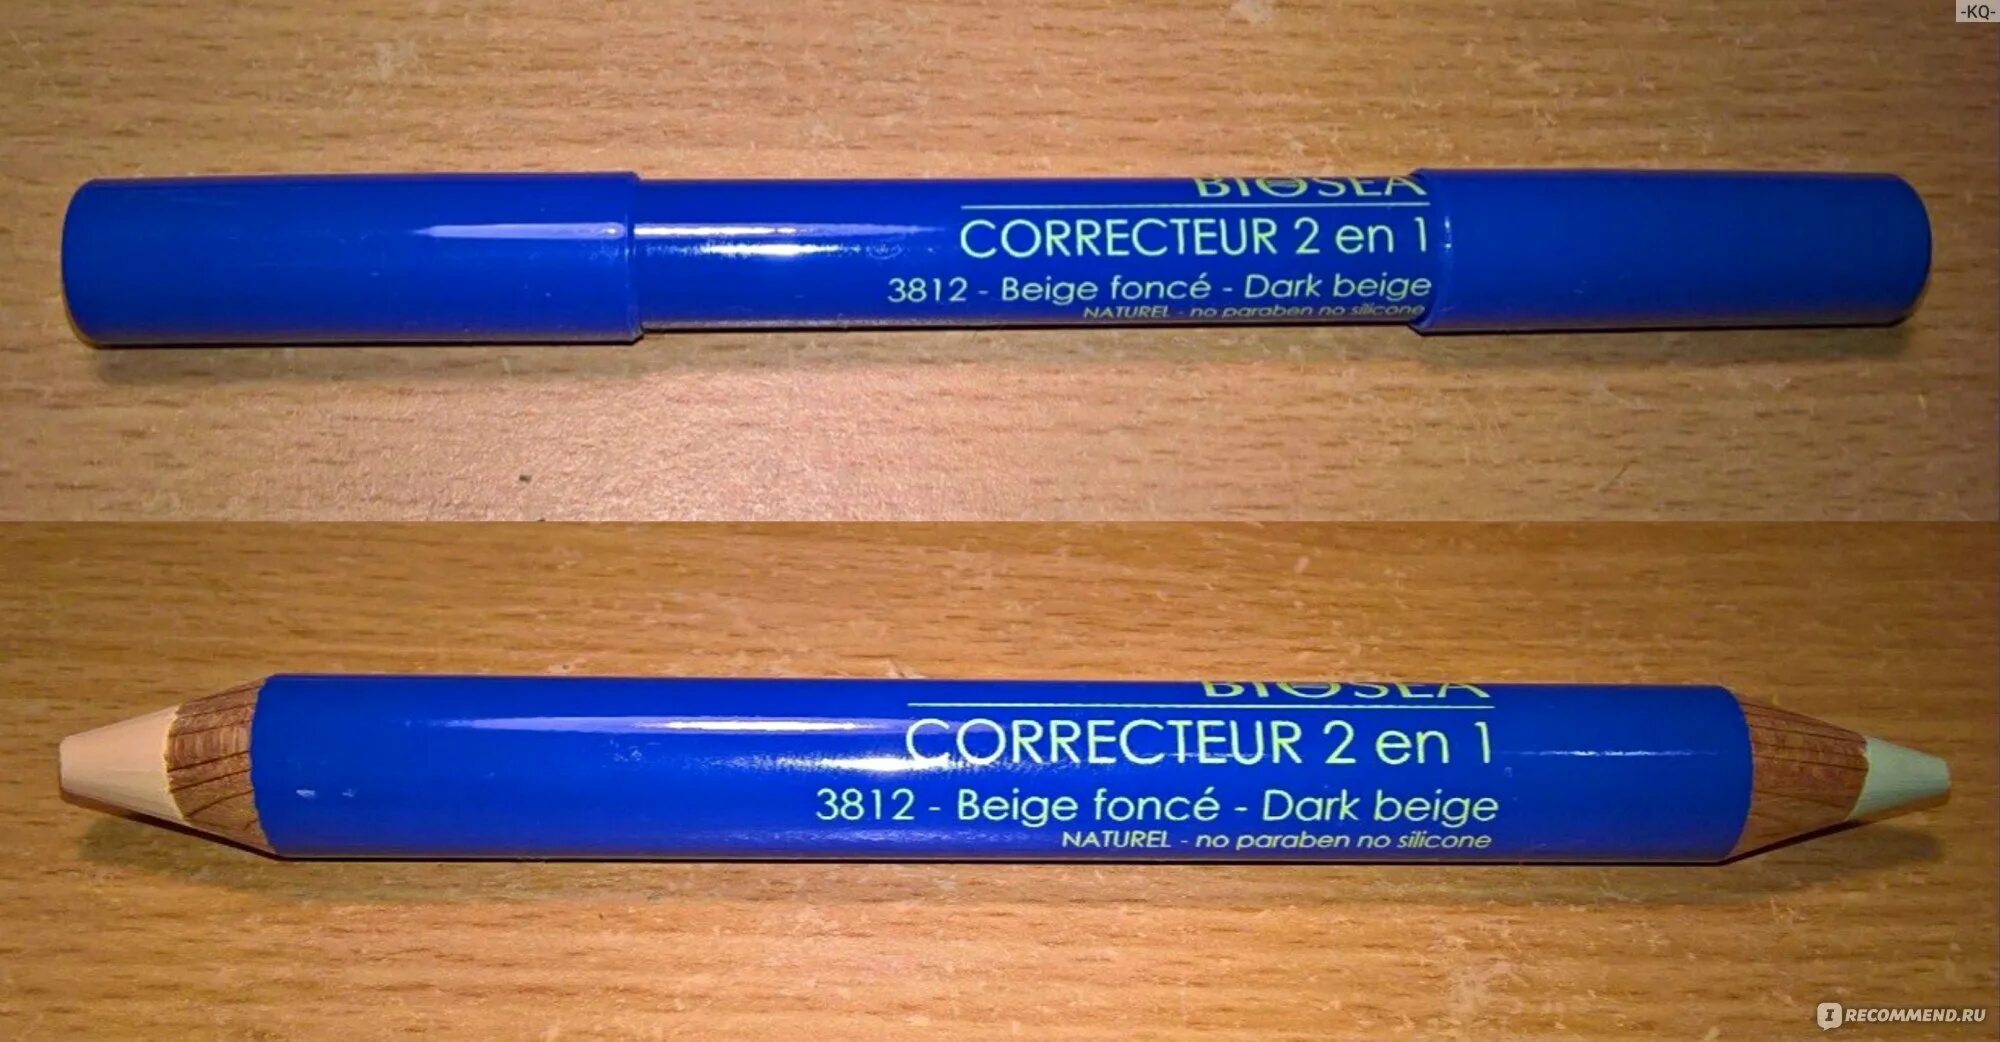 -KQ-
BIOSEA
CORRECTEUR 2 en 1
3812 - Beige foncé - Dark beige
NATUREL - no paraben no silicone
BIOSEA
CORRECTEUR 2 en 1
3812 - Beige foncé - Dark beige
NATUREL - no paraben no silicone
I RECOMMEND.RU